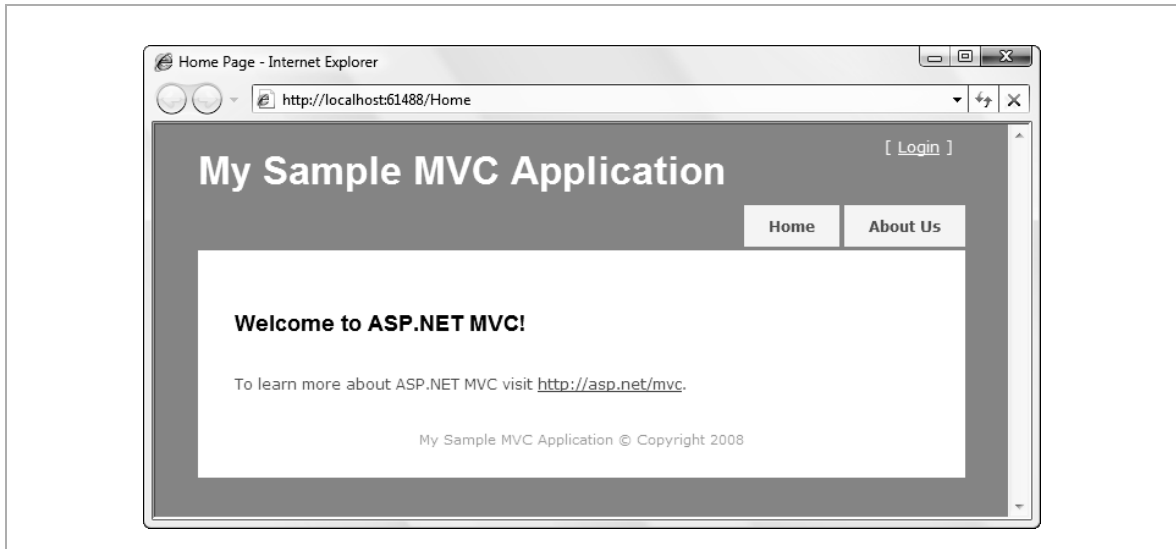 Home Page - Internet Explorer
http://localhost:61488/Home
[ Login ]
My Sample MVC Application
Home
About Us
Welcome to ASP.NET MVC!
To learn more about ASP.NET MVC visit http://asp.net/mvc.
My Sample MVC Application © Copyright 2008